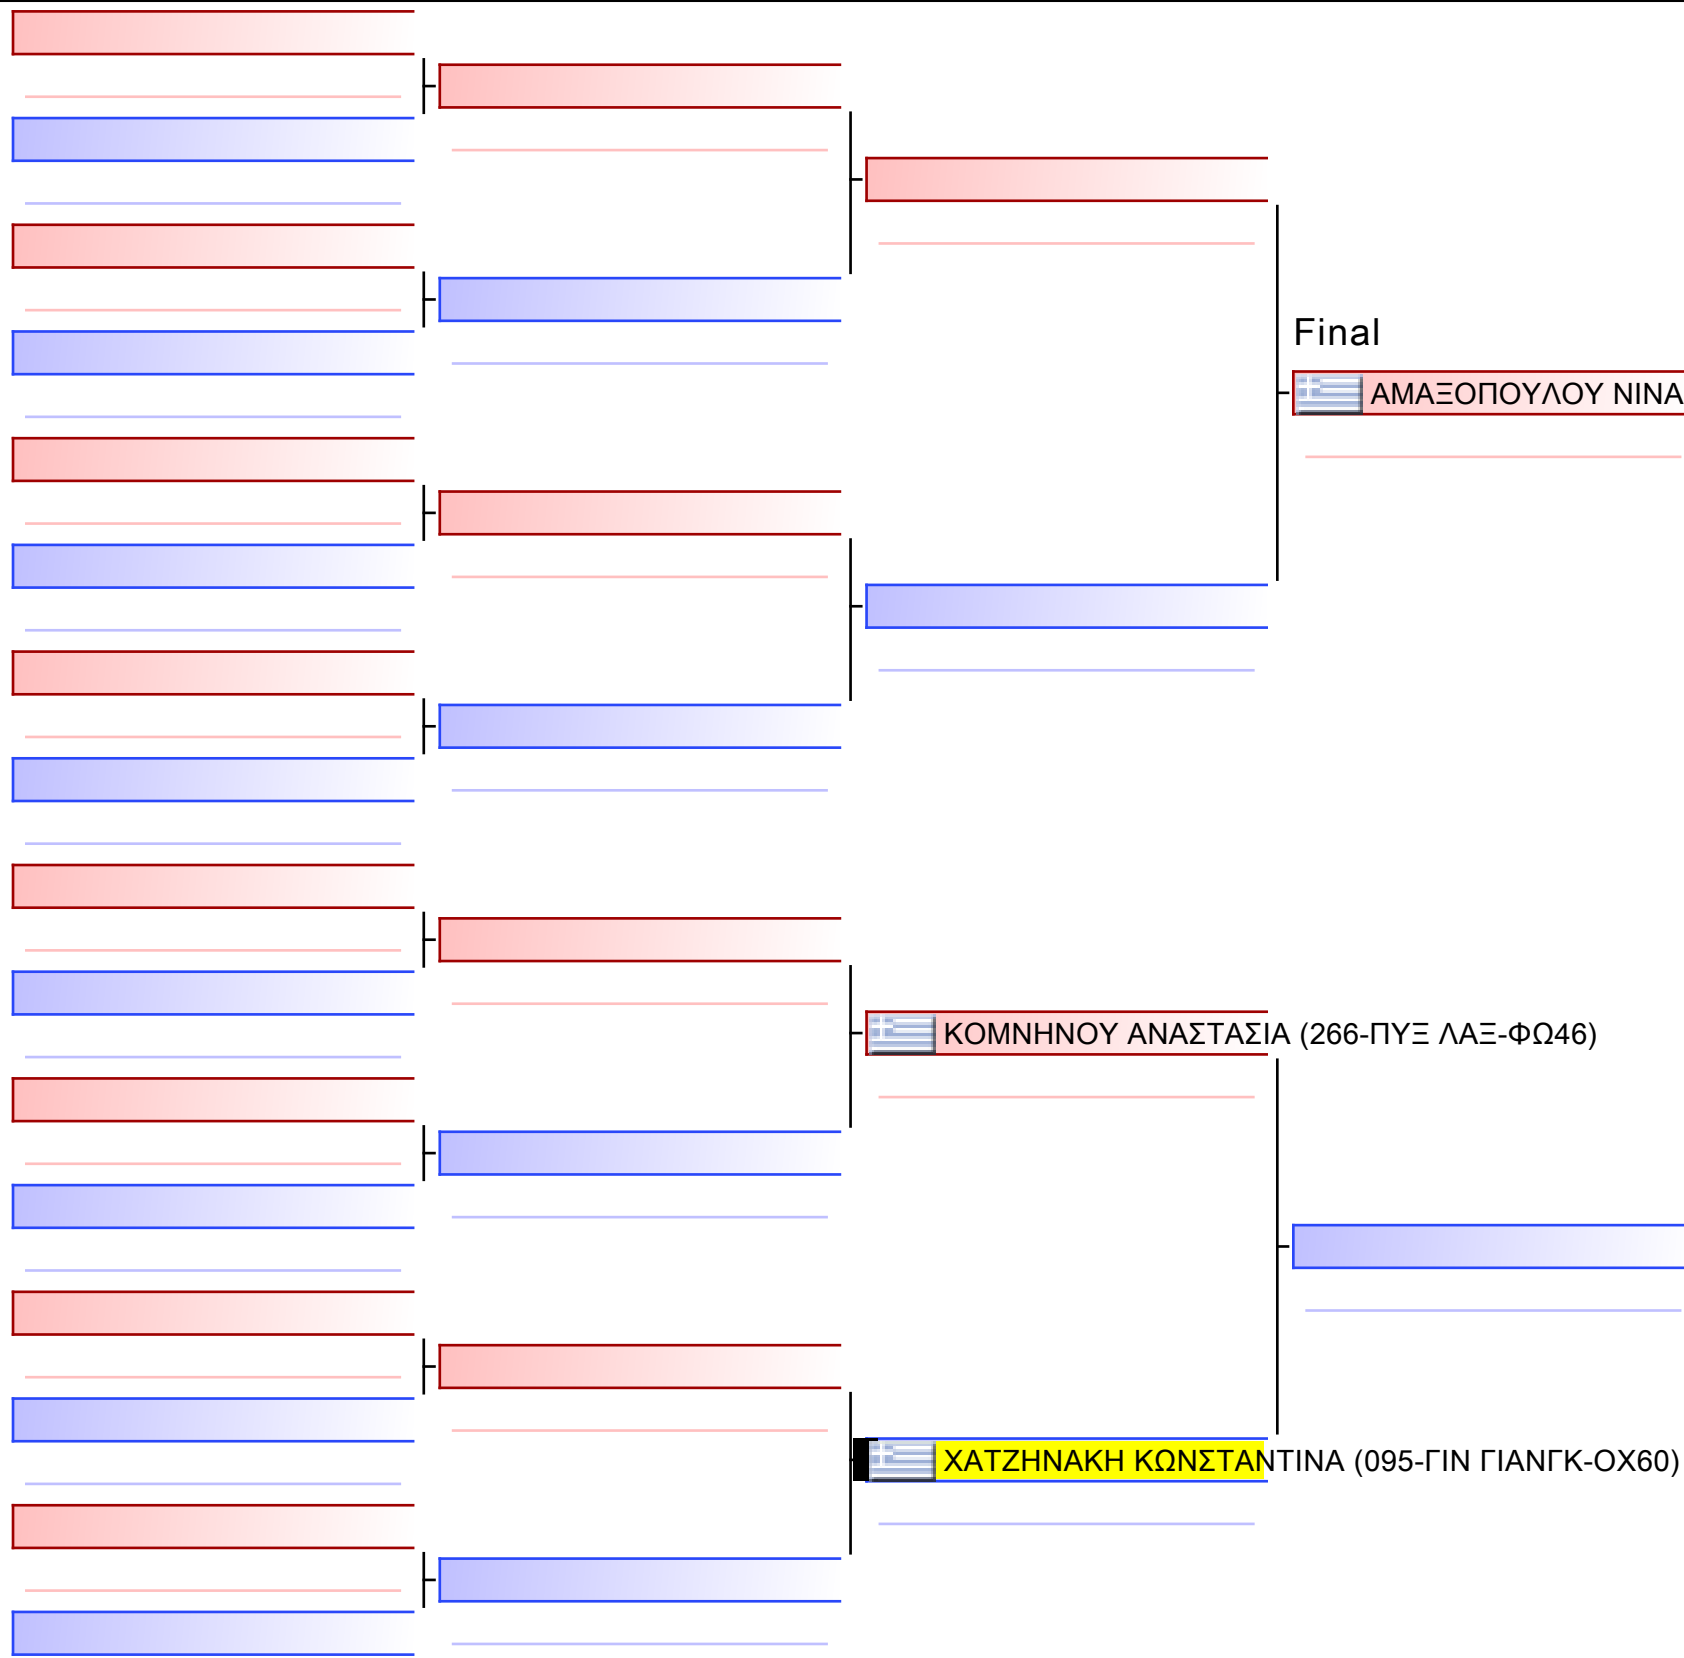 Final
ΑΜΑΞΟΠΟΥΛΟΥ ΝΙΝΑ
ΚΟΜΝΗΝΟΥ ΑΝΑΣΤΑΣΙΑ (266-ΠΥΞ ΛΑΞ-ΦΩ46)
ΧΑΤΖΗΝΑΚΗ ΚΩΝΣΤΑΝΤΙΝΑ (095-ΓΙΝ ΓΙΑΝΓΚ-ΟΧ60)